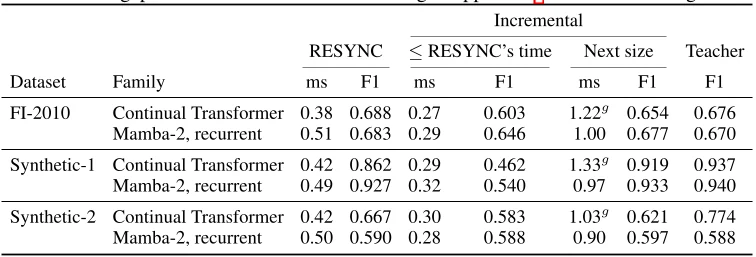 Incremental
RESYNC ≤ RESYNC's time Next size Teacher
Dataset Family ms F1 ms F1 ms F1 F1
FI-2010 Continual Transformer 0.38 0.688 0.27 0.603 1.22g 0.654 0.676
Mamba-2, recurrent 0.51 0.683 0.29 0.646 1.00 0.677 0.670
Synthetic-1 Continual Transformer 0.42 0.862 0.29 0.462 1.33g 0.919 0.937
Mamba-2, recurrent 0.49 0.927 0.32 0.540 0.97 0.933 0.940
Synthetic-2 Continual Transformer 0.42 0.667 0.30 0.583 1.03g 0.621 0.774
Mamba-2, recurrent 0.50 0.590 0.28 0.588 0.90 0.597 0.588